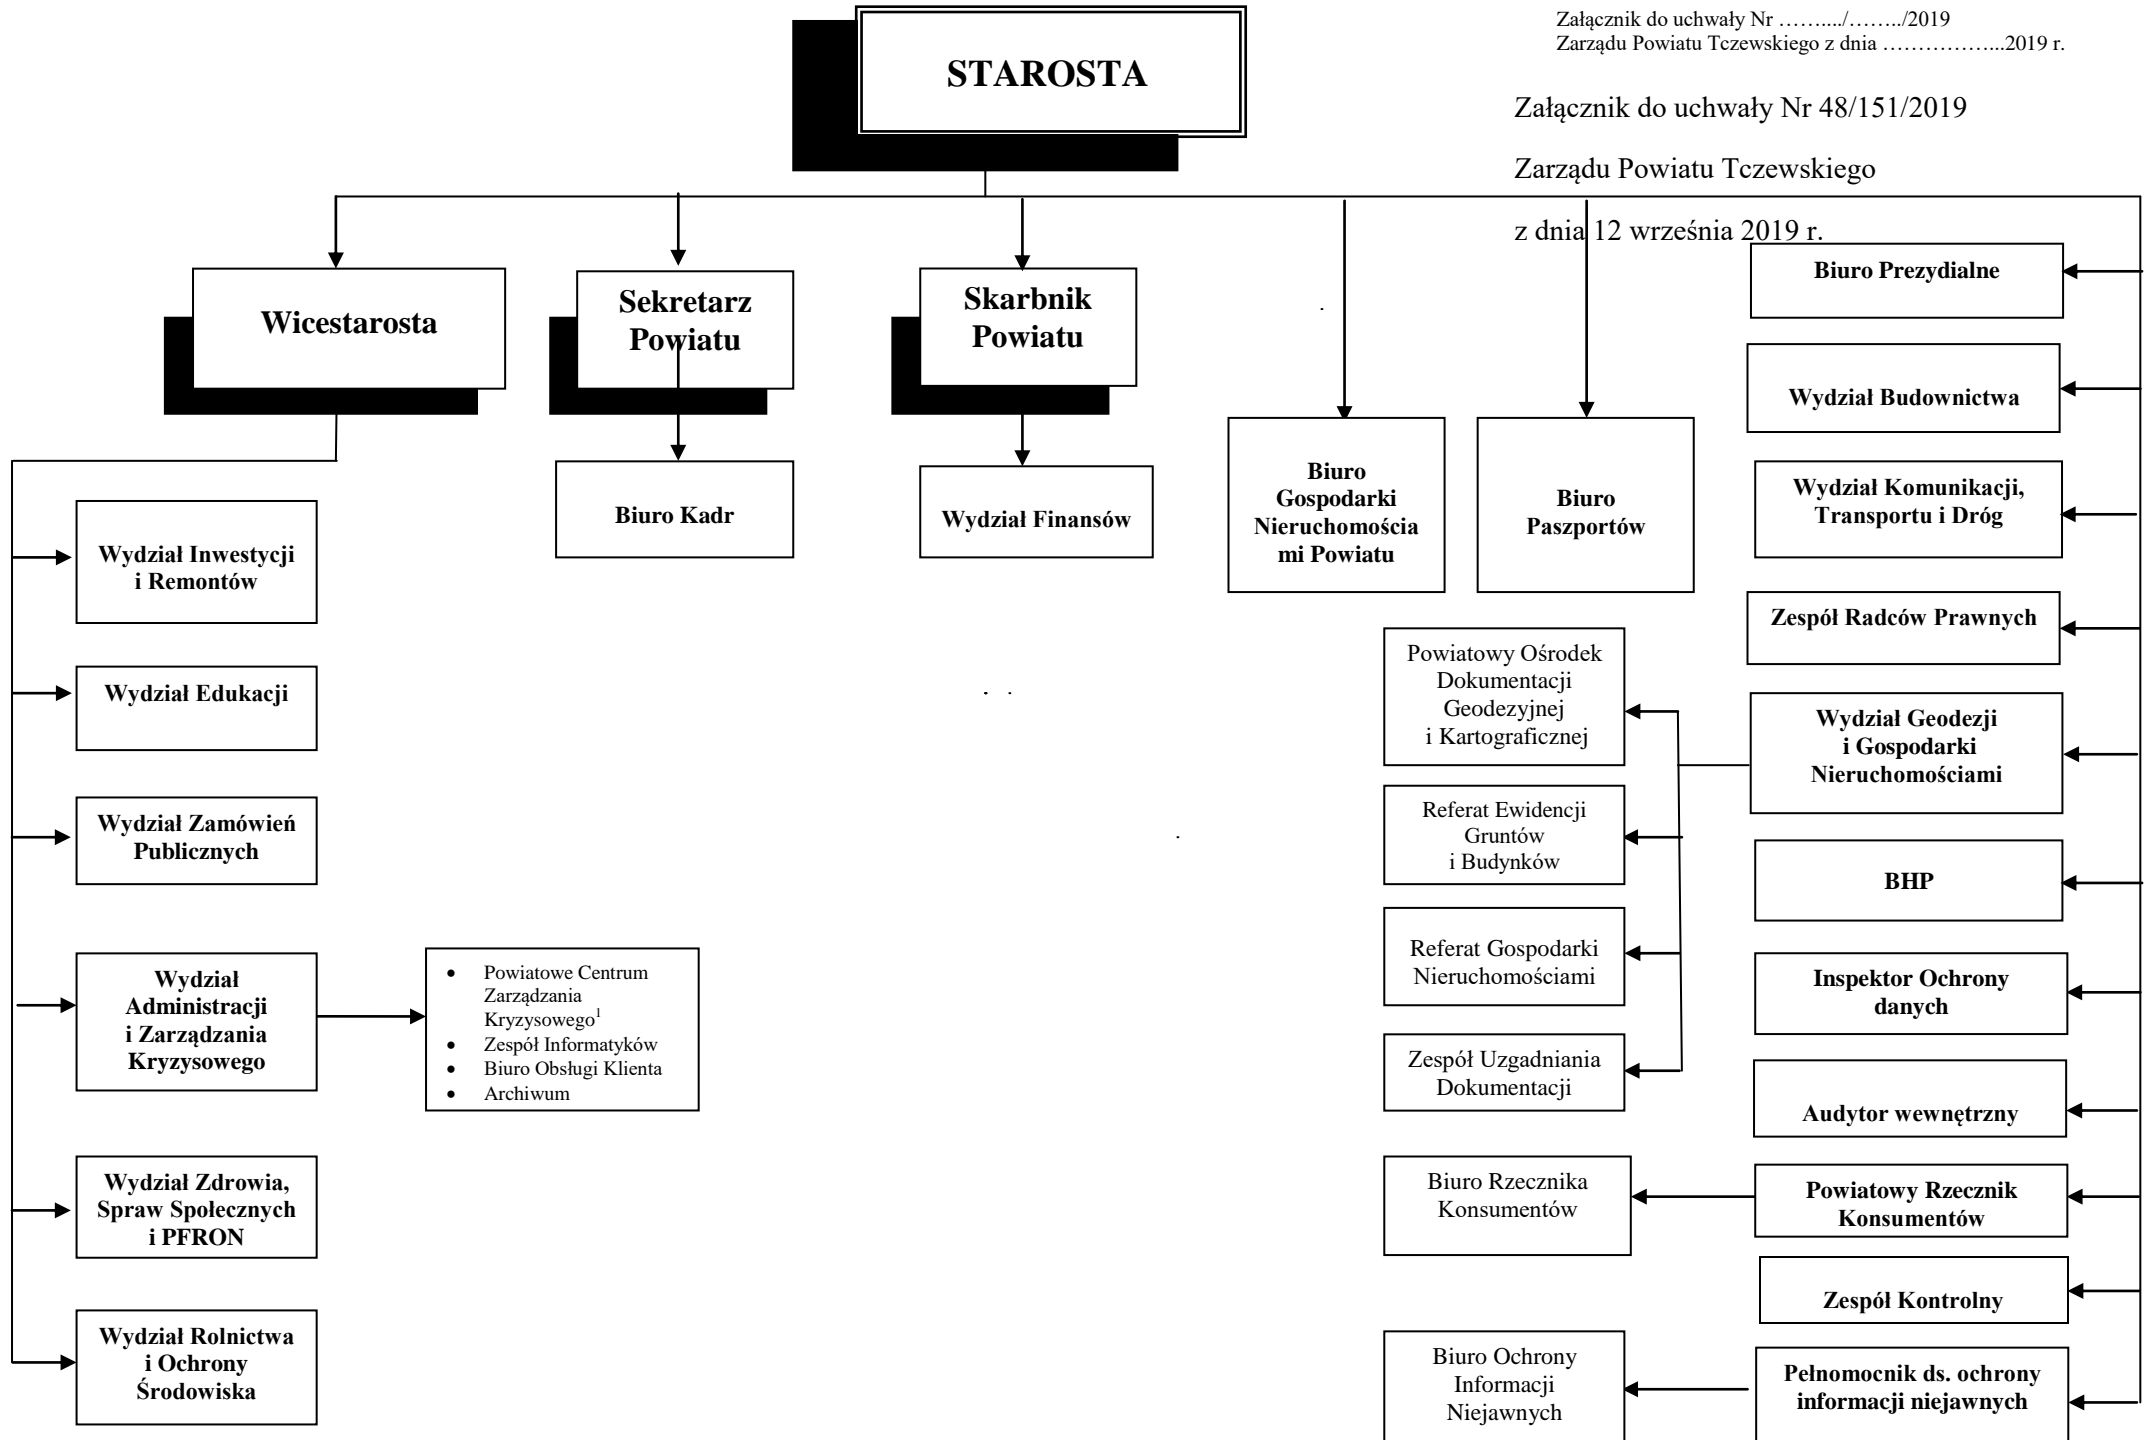 Załącznik do uchwały Nr ……..../……../2019
Zarządu Powiatu Tczewskiego z dnia ……………...2019 r.
STAROSTA
Załącznik do uchwały Nr 48/151/2019
Zarządu Powiatu Tczewskiego
z dnia 12 września 2019 r.
Wicestarosta
Sekretarz
Powiatu
Skarbnik
Powiatu
Biuro Kadr
Wydział Finansów
Biuro
Gospodarki
Nieruchomościa
mi Powiatu
Biuro
Paszportów
Wydział Inwestycji
i Remontów
Wydział Edukacji
Wydział Zamówień
Publicznych
Wydział
Administracji
i Zarządzania
Kryzysowego
• Powiatowe Centrum
Zarządzania
Kryzysowego1
• Zespół Informatyków
• Biuro Obsługi Klienta
• Archiwum
Wydział Zdrowia,
Spraw Społecznych
i PFRON
Wydział Rolnictwa
i Ochrony
Środowiska
Biuro Prezydialne
Wydział Budownictwa
Wydział Komunikacji,
Transportu i Dróg
Zespół Radców Prawnych
Wydział Geodezji
i Gospodarki
Nieruchomościami
Powiatowy Ośrodek
Dokumentacji
Geodezyjnej
i Kartograficznej
Referat Ewidencji
Gruntów
i Budynków
Referat Gospodarki
Nieruchomościami
Zespół Uzgadniania
Dokumentacji
BHP
Inspektor Ochrony
danych
Audytor wewnętrzny
Powiatowy Rzecznik
Konsumentów
Biuro Rzecznika
Konsumentów
Zespół Kontrolny
Pełnomocnik ds. ochrony
informacji niejawnych
Biuro Ochrony
Informacji
Niejawnych